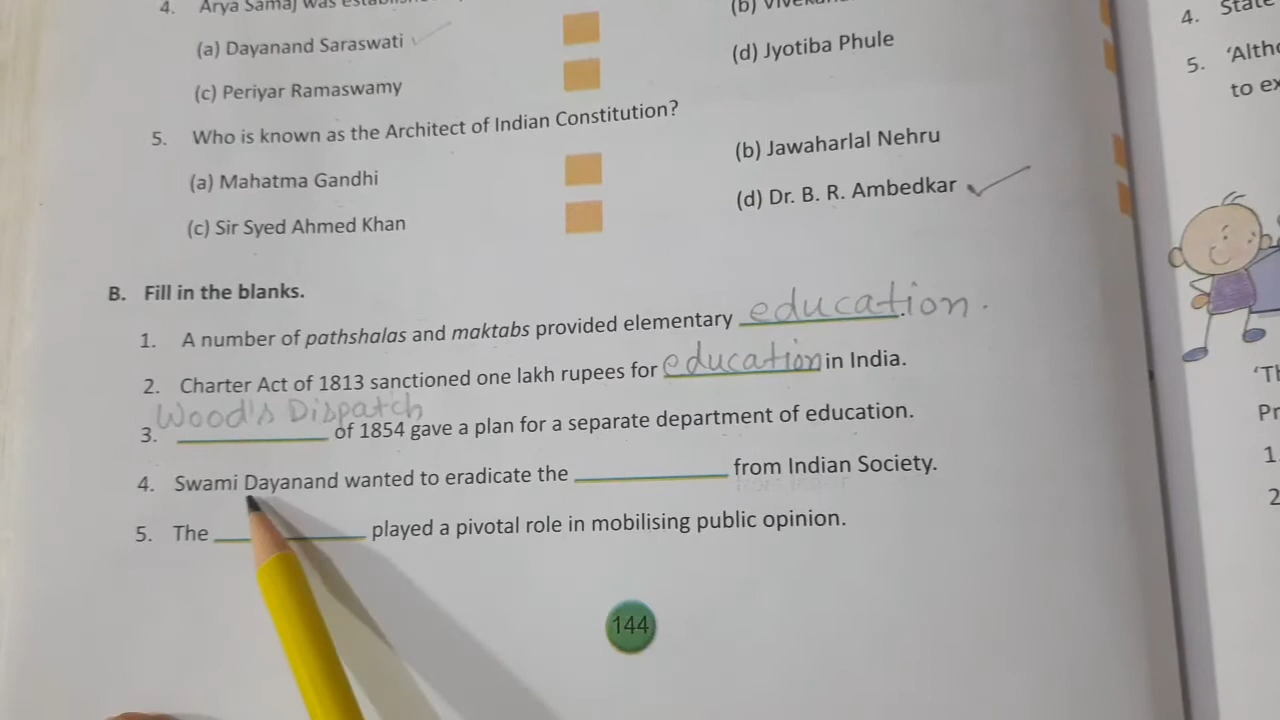 4. Arya Samaj was
(b)
(a) Dayanand Saraswati
(d) Jyotiba Phule
(c) Periyar Ramaswamy
5. Who is known as the Architect of Indian Constitution?
(a) Mahatma Gandhi
(b) Jawaharlal Nehru
(c) Sir Syed Ahmed Khan
(d) Dr. B. R. Ambedkar
B. Fill in the blanks.
1. A number of pathshalas and maktabs provided elementary education.
2. Charter Act of 1813 sanctioned one lakh rupees for education in India.
3. Wood's Dispatch of 1854 gave a plan for a separate department of education.
4. Swami Dayanand wanted to eradicate the __________ from Indian Society.
5. The __________ played a pivotal role in mobilising public opinion.
144
4. State
5. 'Altho
to ex
1.
2